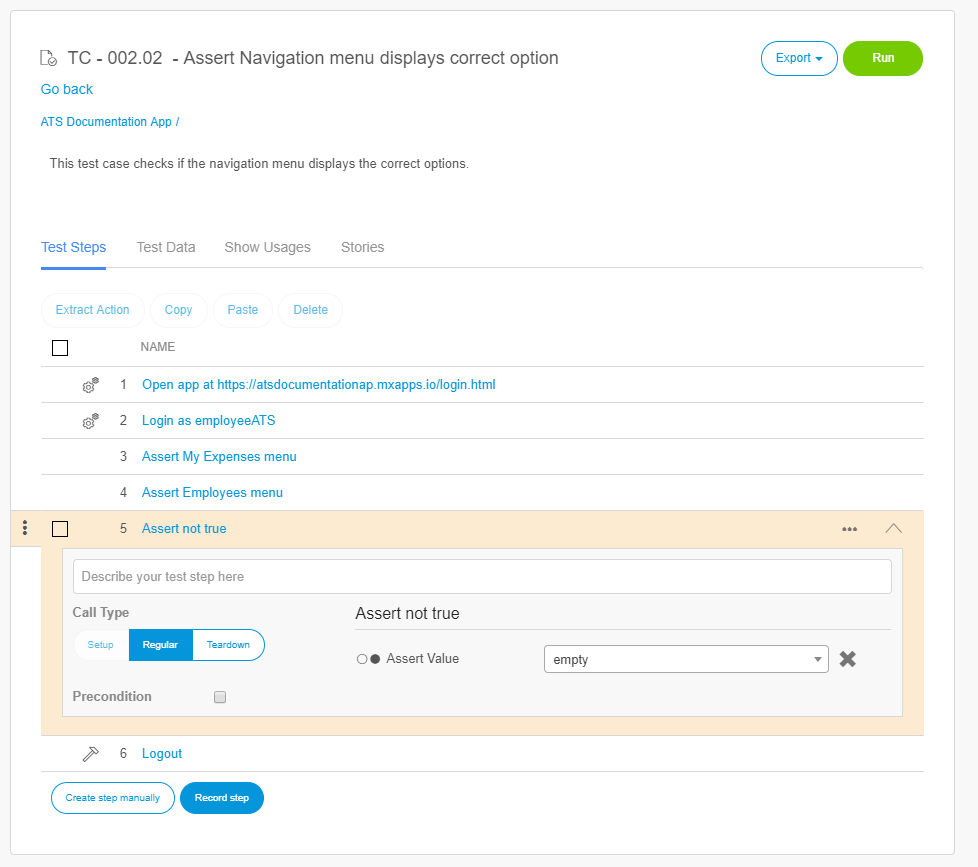 TC - 002.02 - Assert Navigation menu displays correct option
Export
Run
Go back
ATS Documentation App /
This test case checks if the navigation menu displays the correct options.
Test Steps
Test Data
Show Usages
Stories
Extract Action
Copy
Paste
Delete
NAME
1 Open app at https://atsdocumentationap.mxapps.io/login.html
2 Login as employeeATS
3 Assert My Expenses menu
4 Assert Employees menu
5 Assert not true
Describe your test step here
Call Type
Assert not true
Setup
Regular
Teardown
Assert Value
empty
Precondition
6 Logout
Create step manually
Record step